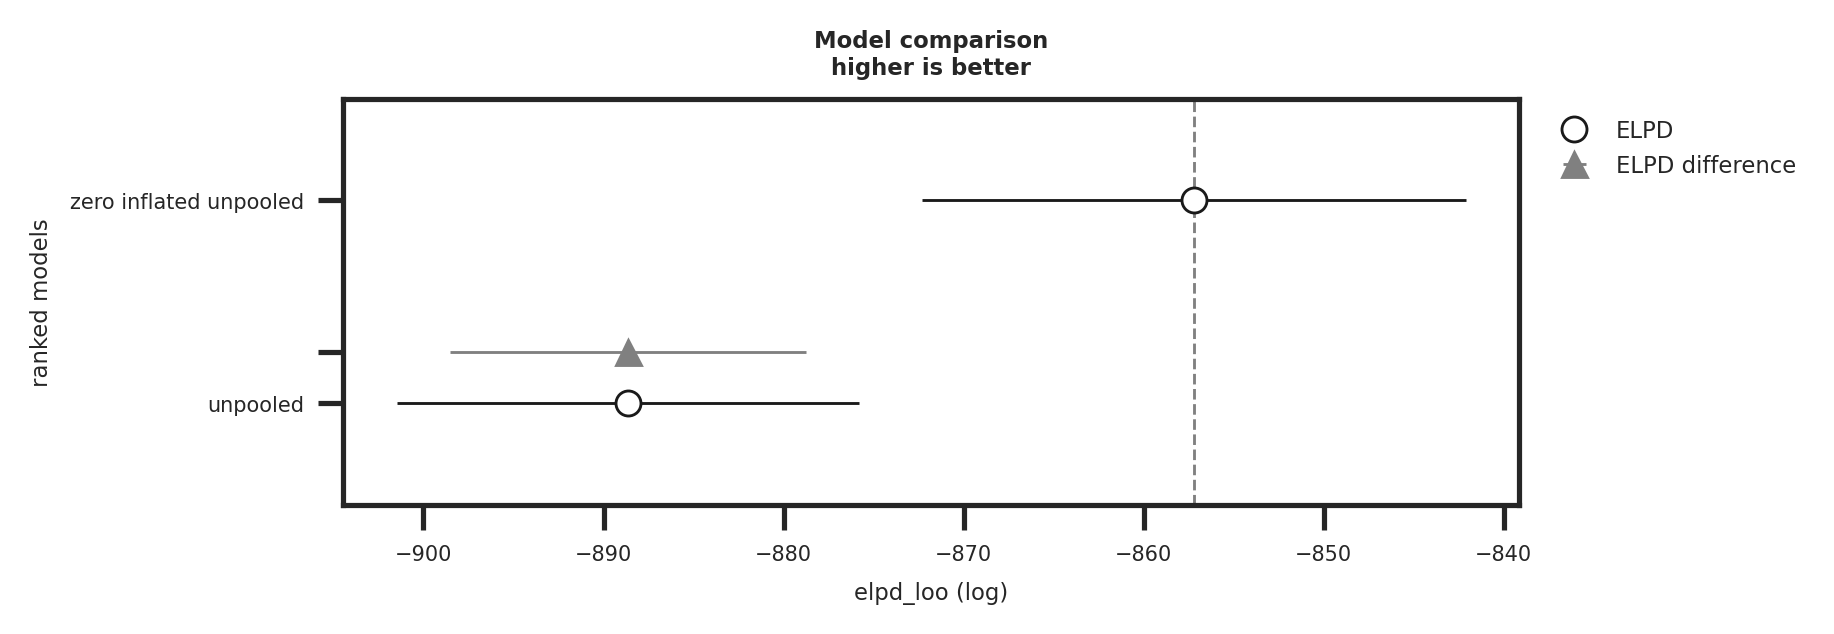 Model comparison
higher is better
ELPD
ELPD difference
ranked models
zero inflated unpooled
unpooled
−900 −890 −880 −870 −860 −850 −840
elpd_loo (log)